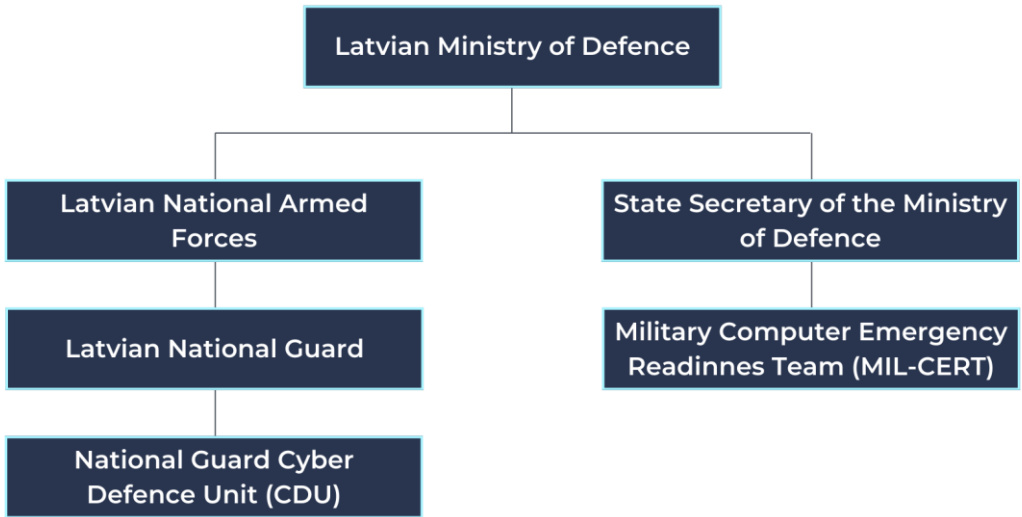 Latvian Ministry of Defence
Latvian National Armed
Forces
State Secretary of the Ministry
of Defence
Latvian National Guard
Military Computer Emergency
Readinnes Team (MIL-CERT)
National Guard Cyber
Defence Unit (CDU)